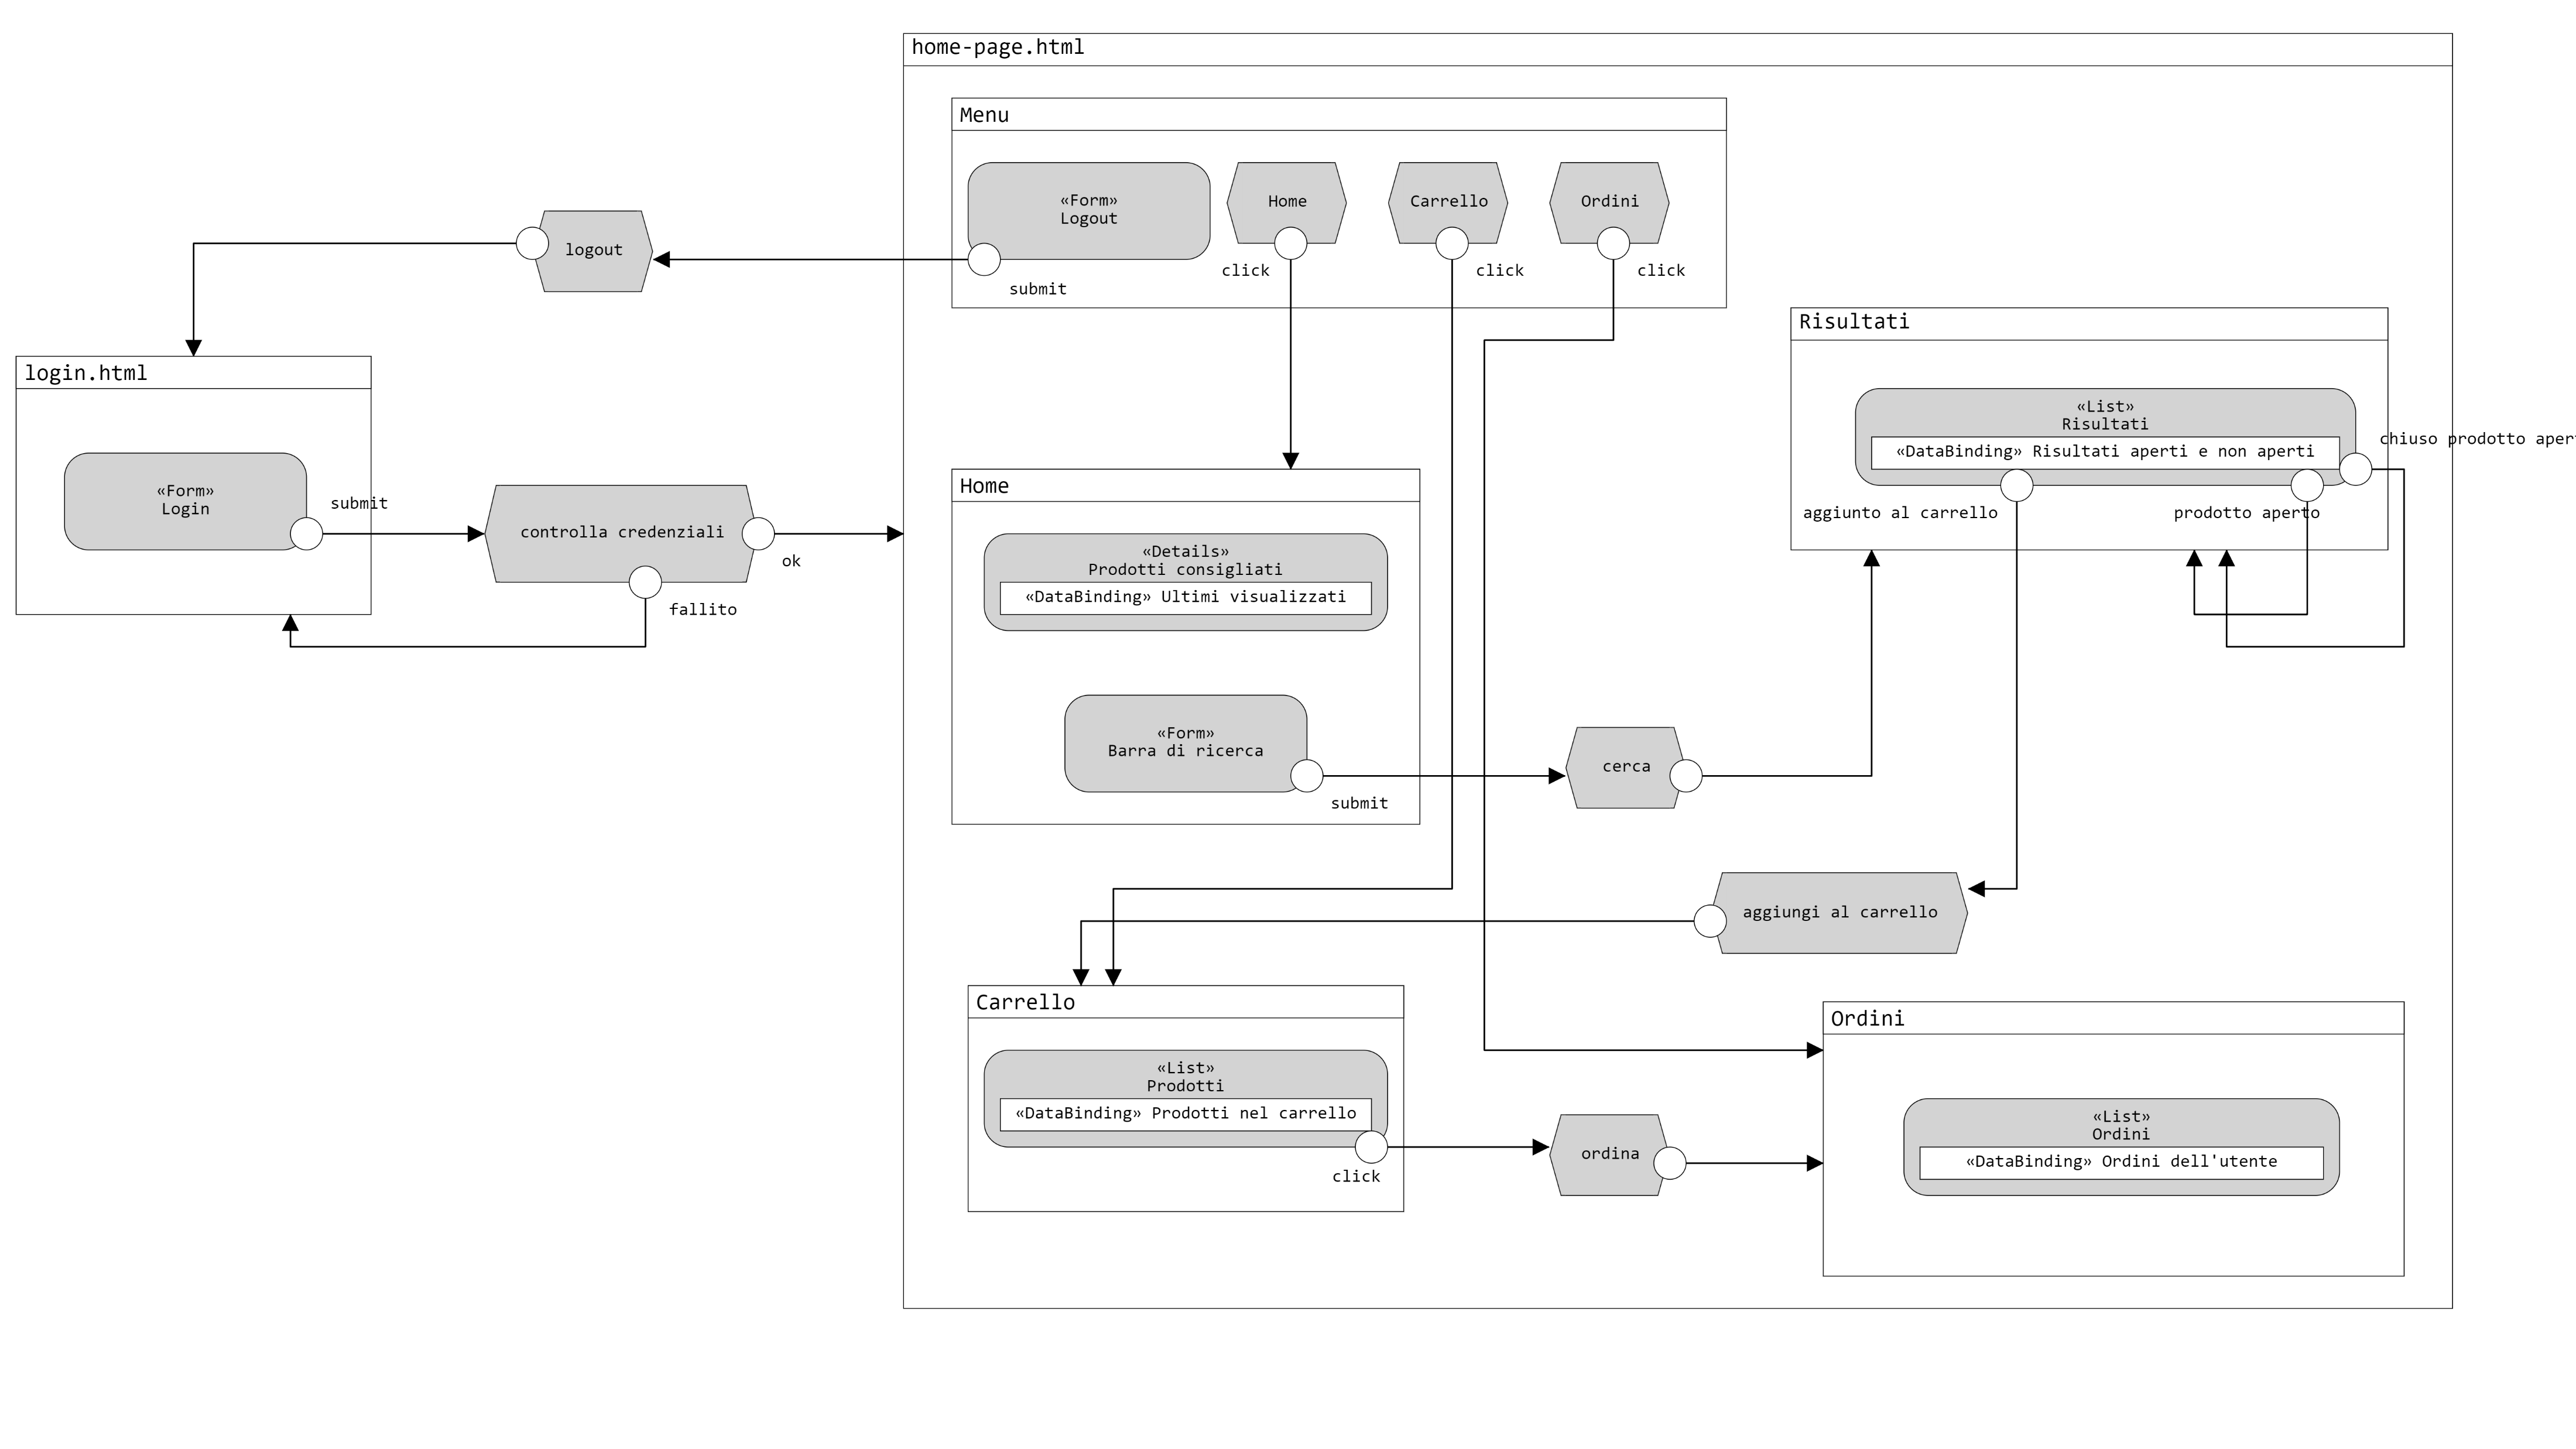 home-page.html
Menu
«Form»
Logout
Home
Carrello
Ordini
logout
click
click
click
submit
Risultati
login.html
«List»
Risultati
«DataBinding» Risultati aperti e non aperti
chiuso prodotto aper
aggiunto al carrello
prodotto aperto
«Form»
Login
submit
controlla credenziali
ok
fallito
Home
«Details»
Prodotti consigliati
«DataBinding» Ultimi visualizzati
«Form»
Barra di ricerca
submit
cerca
aggiungi al carrello
Carrello
«List»
Prodotti
«DataBinding» Prodotti nel carrello
click
ordina
Ordini
«List»
Ordini
«DataBinding» Ordini dell'utente